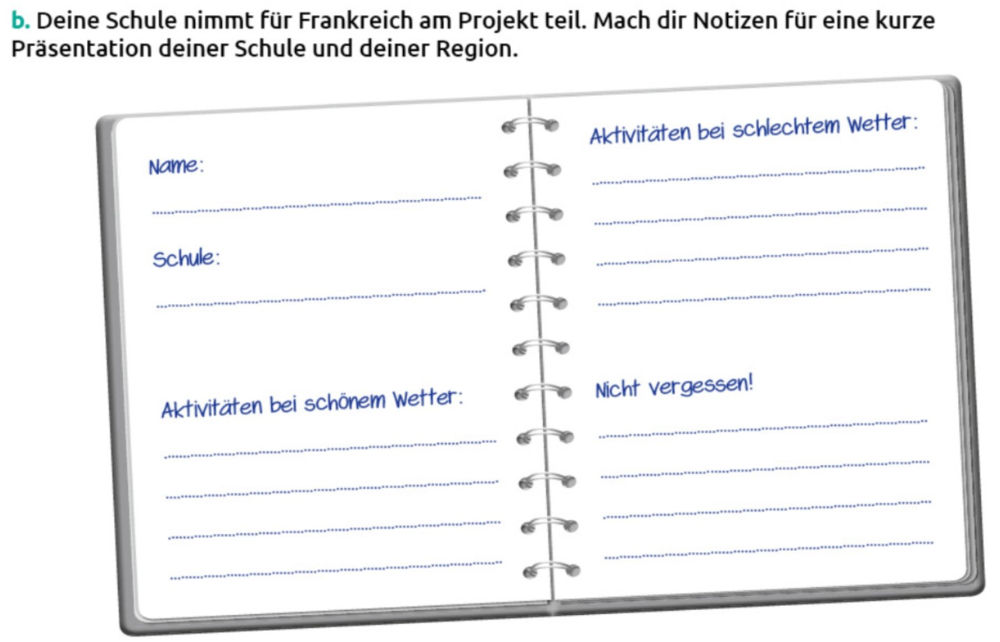 b. Deine Schule nimmt für Frankreich am Projekt teil. Mach dir Notizen für eine kurze
Präsentation deiner Schule und deiner Region.
Name:
Schule:
Aktivitäten bei schönem Wetter:
Aktivitäten bei schlechtem Wetter:
Nicht vergessen!